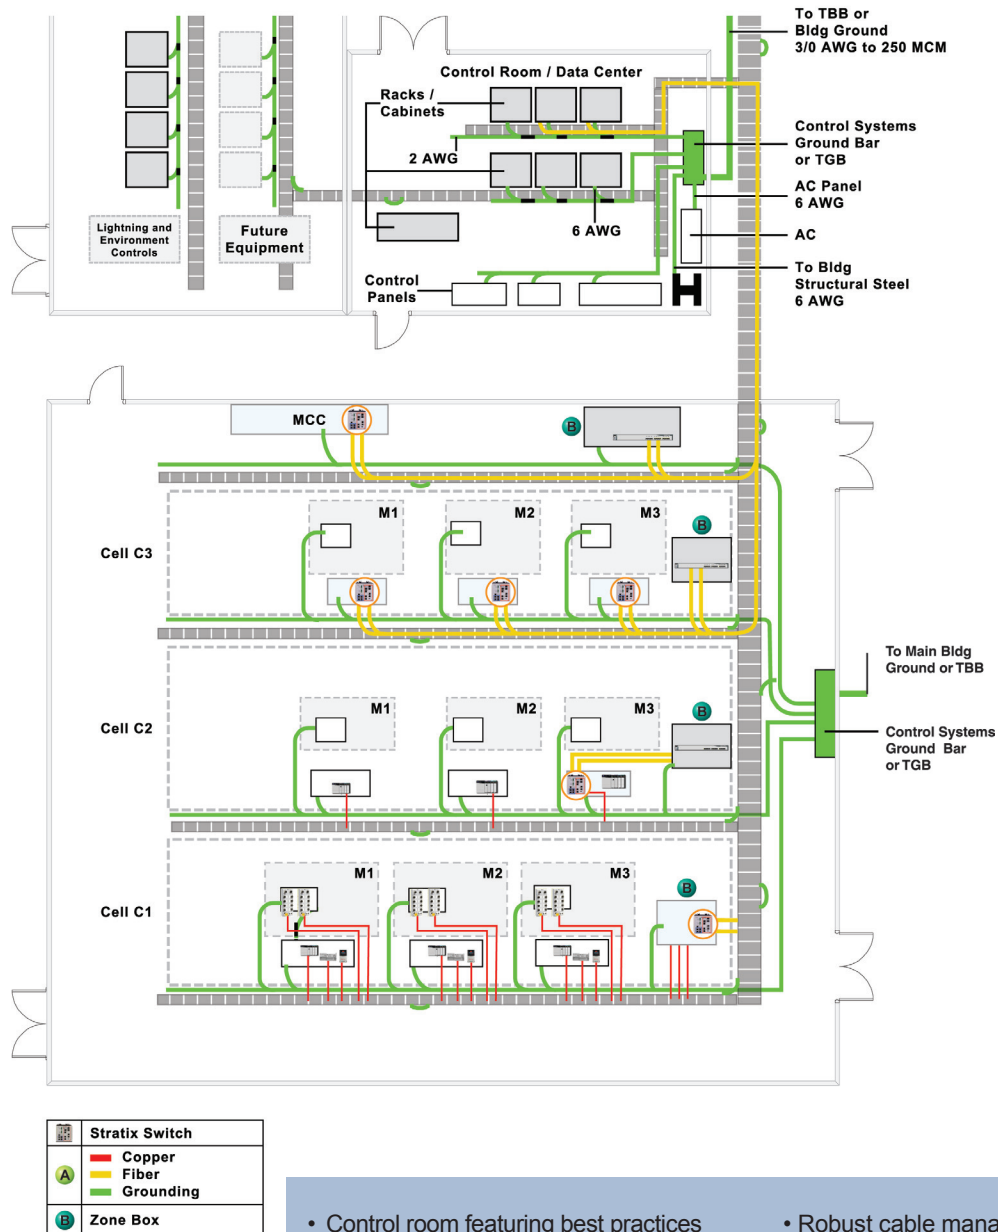 To TBB or
Bldg Ground
3/0 AWG to 250 MCM
Control Room / Data Center
Racks /
Cabinets
2 AWG
Control Systems
Ground Bar
or TGB
AC Panel
6 AWG
6 AWG
AC
Lightning and
Environment
Controls
Future
Equipment
Control
Panels
To Bldg
Structural Steel
6 AWG
MCC
B
M1
M2
M3
B
Cell C3
To Main Bldg
Ground or TBB
M1
M2
M3
B
Cell C2
Control Systems
Ground Bar
or TGB
M1
M2
M3
B
Cell C1
Stratix Switch
A
Copper
Fiber
Grounding
B
Zone Box
• Control room featuring best practices
• Robust cable mana